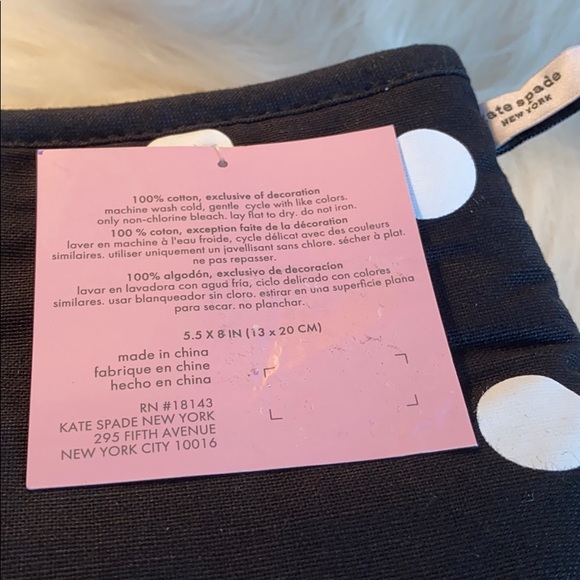 kate spade
NEW YORK
100% cotton, exclusive of decoration
machine wash cold, gentle cycle with like colors.
only non-chlorine bleach. lay flat to dry. do not iron.
100 % coton, exception faite de la décoration
laver en machine à l'eau froide, cycle délicat avec des couleurs
similaires. utiliser uniquement un javellisant sans chlore. sécher à plat.
ne pas repasser.
100% algodón, exclusivo de decoracíon
lavar en lavadora con agua fría, ciclo delicado con colores
similares. usar blanqueador sin cloro. estirar en una superficie plana
para secar. no planchar.
5.5 X 8 IN (13 x 20 CM)
made in china
fabrique en chine
hecho en china
RN #18143
KATE SPADE NEW YORK
295 FIFTH AVENUE
NEW YORK CITY 10016